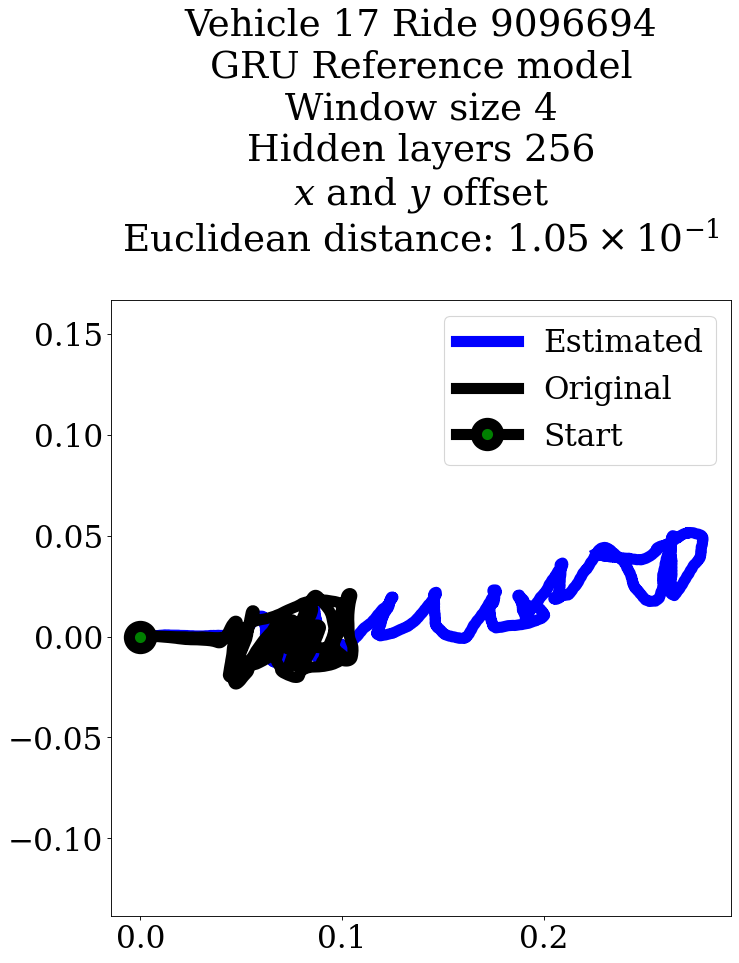 Vehicle 17 Ride 9096694
GRU Reference model
Window size 4
Hidden layers 256
x and y offset
Euclidean distance: 1.05 × 10⁻¹
Estimated
Original
Start
0.15
0.10
0.05
0.00
−0.05
−0.10
0.0 0.1 0.2